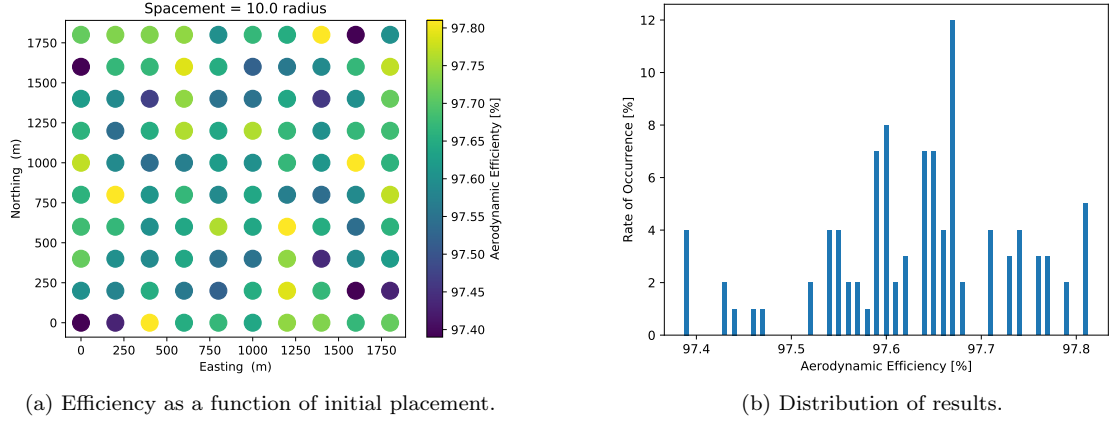 Spacement = 10.0 radius
1750
1500
1250
1000
750
500
250
0
Northing (m)
0 250 500 750 1000 1250 1500 1750
Easting (m)
97.80
97.75
97.70
97.65
97.60
97.55
97.50
97.45
97.40
Aerodynamic Efficienty [%]
(a) Efficiency as a function of initial placement.
12
10
8
6
4
2
0
Rate of Occurrence [%]
97.4 97.5 97.6 97.7 97.8
Aerodynamic Efficiency [%]
(b) Distribution of results.